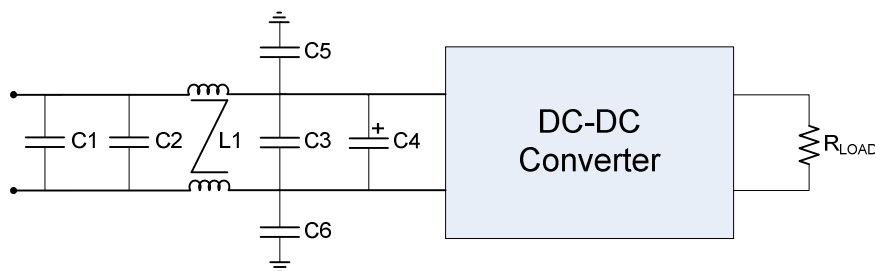 C5
C1
C2
L1
C3
+
C4
DC-DC
Converter
RLOAD
C6